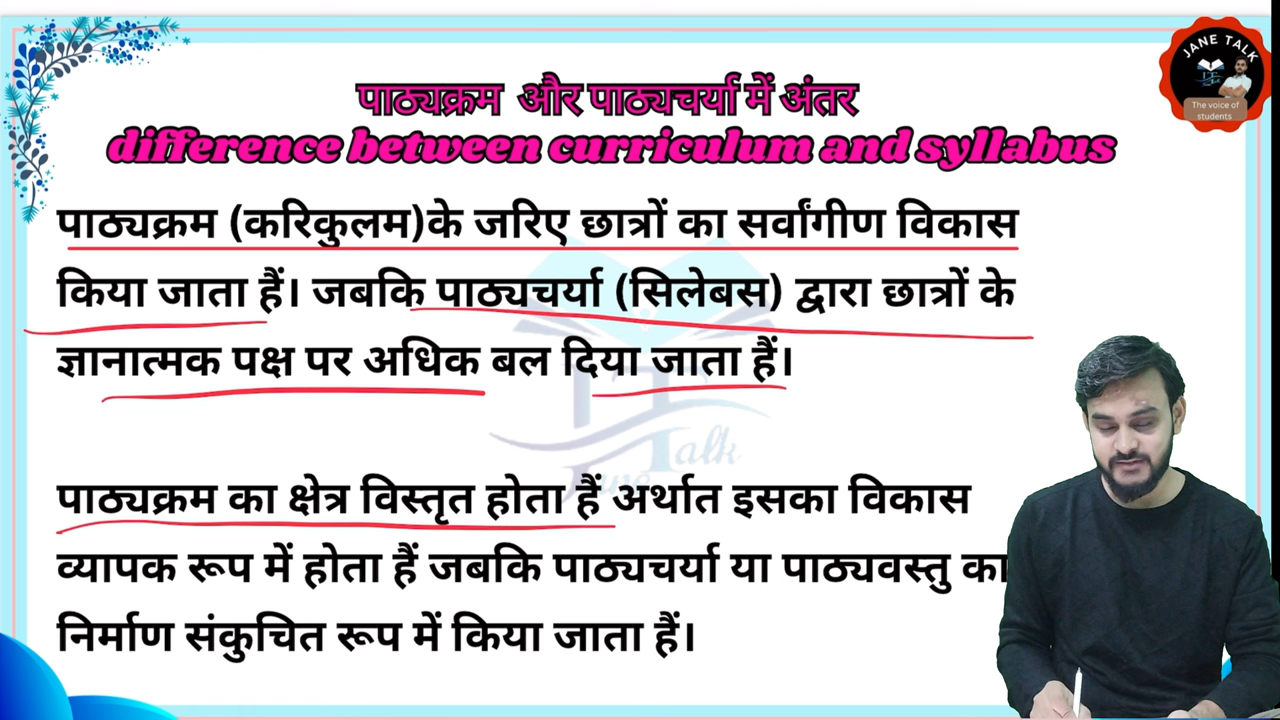 JANE TALK
The voice of
students
पाठ्यक्रम और पाठ्यचर्या में अंतर
difference between curriculum and syllabus
पाठ्यक्रम (करिकुलम)के जरिए छात्रों का सर्वांगीण विकास
किया जाता हैं। जबकि पाठ्यचर्या (सिलेबस) द्वारा छात्रों के
ज्ञानात्मक पक्ष पर अधिक बल दिया जाता हैं।
पाठ्यक्रम का क्षेत्र विस्तृत होता हैं अर्थात इसका विकास
व्यापक रूप में होता हैं जबकि पाठ्यचर्या या पाठ्यवस्तु का
निर्माण संकुचित रूप में किया जाता हैं।